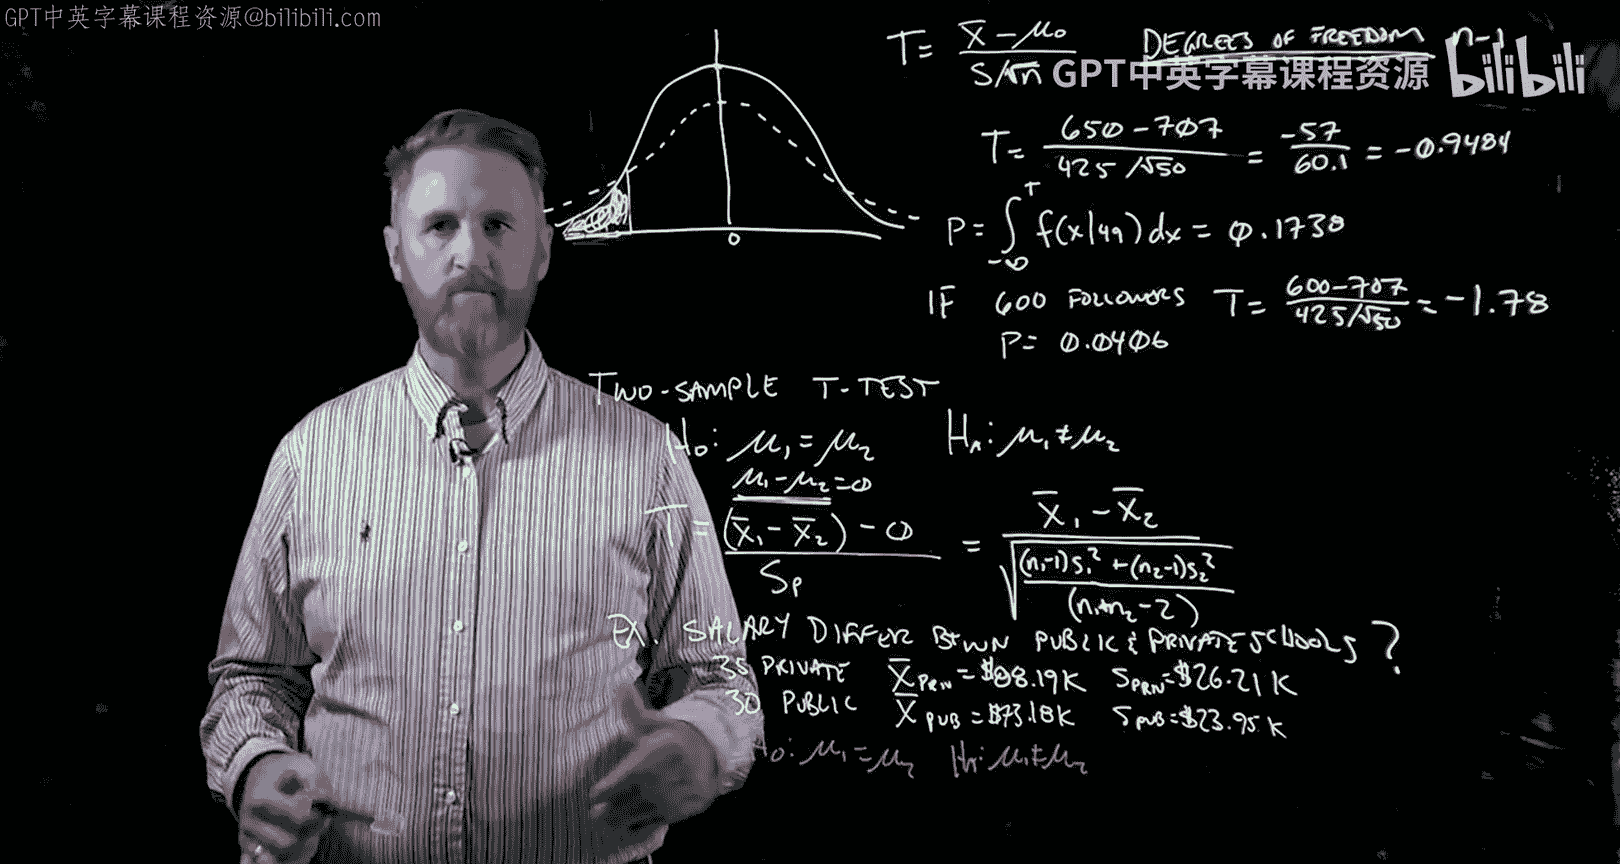 GPT中英字幕课程资源@bilibili.com
T = (X̄ - μ₀) / (S/√n) DEGREES OF FREEDOM n-1
GPT中英字幕课程资源 bilibili
T = (650 - 707) / (425/√50) = -57/60.1 = -0.9484
0
P = ∫_{-∞}^{T} f(x|49) dx = 0.1738
IF 600 FOLLOWERS T = (600-707) / (425/√50) = -1.78
P = 0.0406
TWO-SAMPLE T-TEST
H₀: μ₁ = μ₂ Hₐ: μ₁ ≠ μ₂
μ₁ - μ₂ = 0
T = ((X̄₁ - X̄₂) - 0) / Sp = (X̄₁ - X̄₂) / √(((n₁-1)s₁² + (n₂-1)s₂²) / (n₁+n₂-2))
EX. SALARY DIFFER BTWN PUBLIC & PRIVATE SCHOOLS?
35 PRIVATE X̄PRIV = $88.19K SPRIV = $26.21K
30 PUBLIC X̄PUB = $73.18K SPUB = $23.95K
H₀: μ₁ = μ₂ Hₐ: μ₁ ≠ μ₂